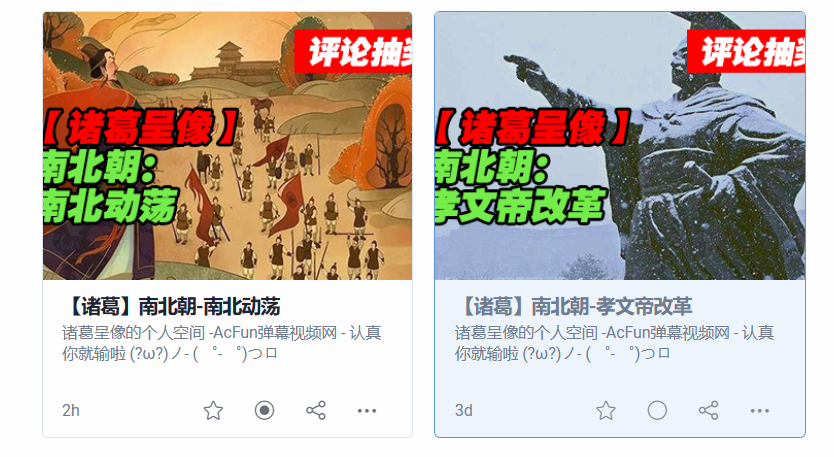 评论抽奖
【诸葛呈像】
南北朝：
南北动荡
【诸葛】南北朝-南北动荡
诸葛呈像的个人空间 -AcFun弹幕视频网 - 认真
你就输啦 (?ω?)ノ- (　゜- ゜)つロ
2h
评论抽奖
【诸葛呈像】
南北朝：
孝文帝改革
【诸葛】南北朝-孝文帝改革
诸葛呈像的个人空间 -AcFun弹幕视频网 - 认真
你就输啦 (?ω?)ノ- (　゜- ゜)つロ
3d